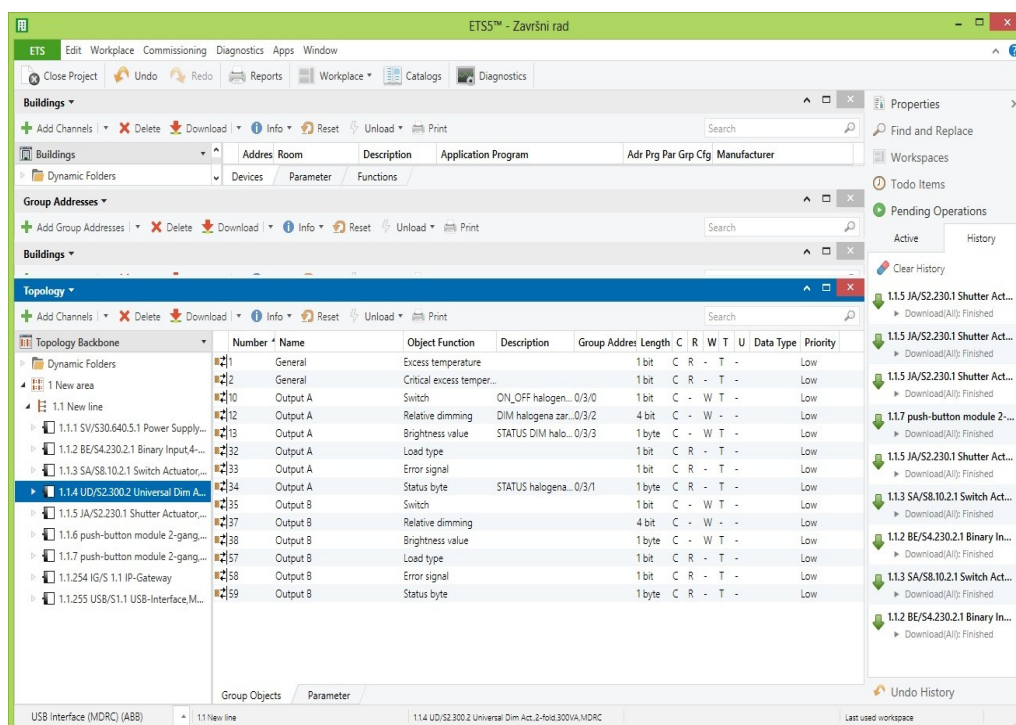 ETS5™ - Završni rad
ETS Edit Workplace Commissioning Diagnostics Apps Window
Close Project Undo Redo Reports Workplace Catalogs Diagnostics
Buildings
Add Channels Delete Download Info Reset Unload Print Search
Buildings Addres Room Description Application Program Adr Prg Par Grp Cfg Manufacturer
Dynamic Folders Devices Parameter Functions
Group Addresses
Add Group Addresses Delete Download Info Reset Unload Print Search
Buildings
Topology
Add Channels Delete Download Info Reset Unload Print Search
Topology Backbone
Dynamic Folders
1 New area
1.1 New line
1.1.1 SV/S30.640.5.1 Power Supply...
1.1.2 BE/S4.230.2.1 Binary Input,4-...
1.1.3 SA/S8.10.2.1 Switch Actuator,...
1.1.4 UD/S2.300.2 Universal Dim A...
1.1.5 JA/S2.230.1 Shutter Actuator,...
1.1.6 push-button module 2-gang,...
1.1.7 push-button module 2-gang,...
1.1.254 IG/S 1.1 IP-Gateway
1.1.255 USB/S1.1 USB-Interface,M...
Number Name Object Function Description Group Addres Length C R W T U Data Type Priority
1 General Excess temperature 1 bit C R - T - Low
2 General Critical excess temper... 1 bit C R - T - Low
10 Output A Switch ON_OFF halogen... 0/3/0 1 bit C - W T - Low
12 Output A Relative dimming DIM halogena zar... 0/3/2 4 bit C - W - - Low
13 Output A Brightness value STATUS DIM halo... 0/3/3 1 byte C - W T - Low
32 Output A Load type 1 bit C R - T - Low
33 Output A Error signal 1 bit C R - T - Low
34 Output A Status byte STATUS halogena... 0/3/1 1 byte C R - T - Low
35 Output B Switch 1 bit C - W T - Low
37 Output B Relative dimming 4 bit C - W - - Low
38 Output B Brightness value 1 byte C - W T - Low
57 Output B Load type 1 bit C R - T - Low
58 Output B Error signal 1 bit C R - T - Low
59 Output B Status byte 1 byte C R - T - Low
Group Objects Parameter
Properties
Find and Replace
Workspaces
Todo Items
Pending Operations
Active History
Clear History
1.1.5 JA/S2.230.1 Shutter Act...
Download(All): Finished
1.1.5 JA/S2.230.1 Shutter Act...
Download(All): Finished
1.1.5 JA/S2.230.1 Shutter Act...
Download(All): Finished
1.1.7 push-button module 2-...
Download(All): Finished
1.1.5 JA/S2.230.1 Shutter Act...
Download(All): Finished
1.1.3 SA/S8.10.2.1 Switch Act...
Download(All): Finished
1.1.2 BE/S4.230.2.1 Binary In...
Download(All): Finished
1.1.3 SA/S8.10.2.1 Switch Act...
Download(All): Finished
1.1.2 BE/S4.230.2.1 Binary In...
Download(All): Finished
Undo History
USB Interface (MDRC) (ABB) 1.1 New line 1.1.4 UD/S2.300.2 Universal Dim Act.,2-fold,300VA,MDRC Last used workspace